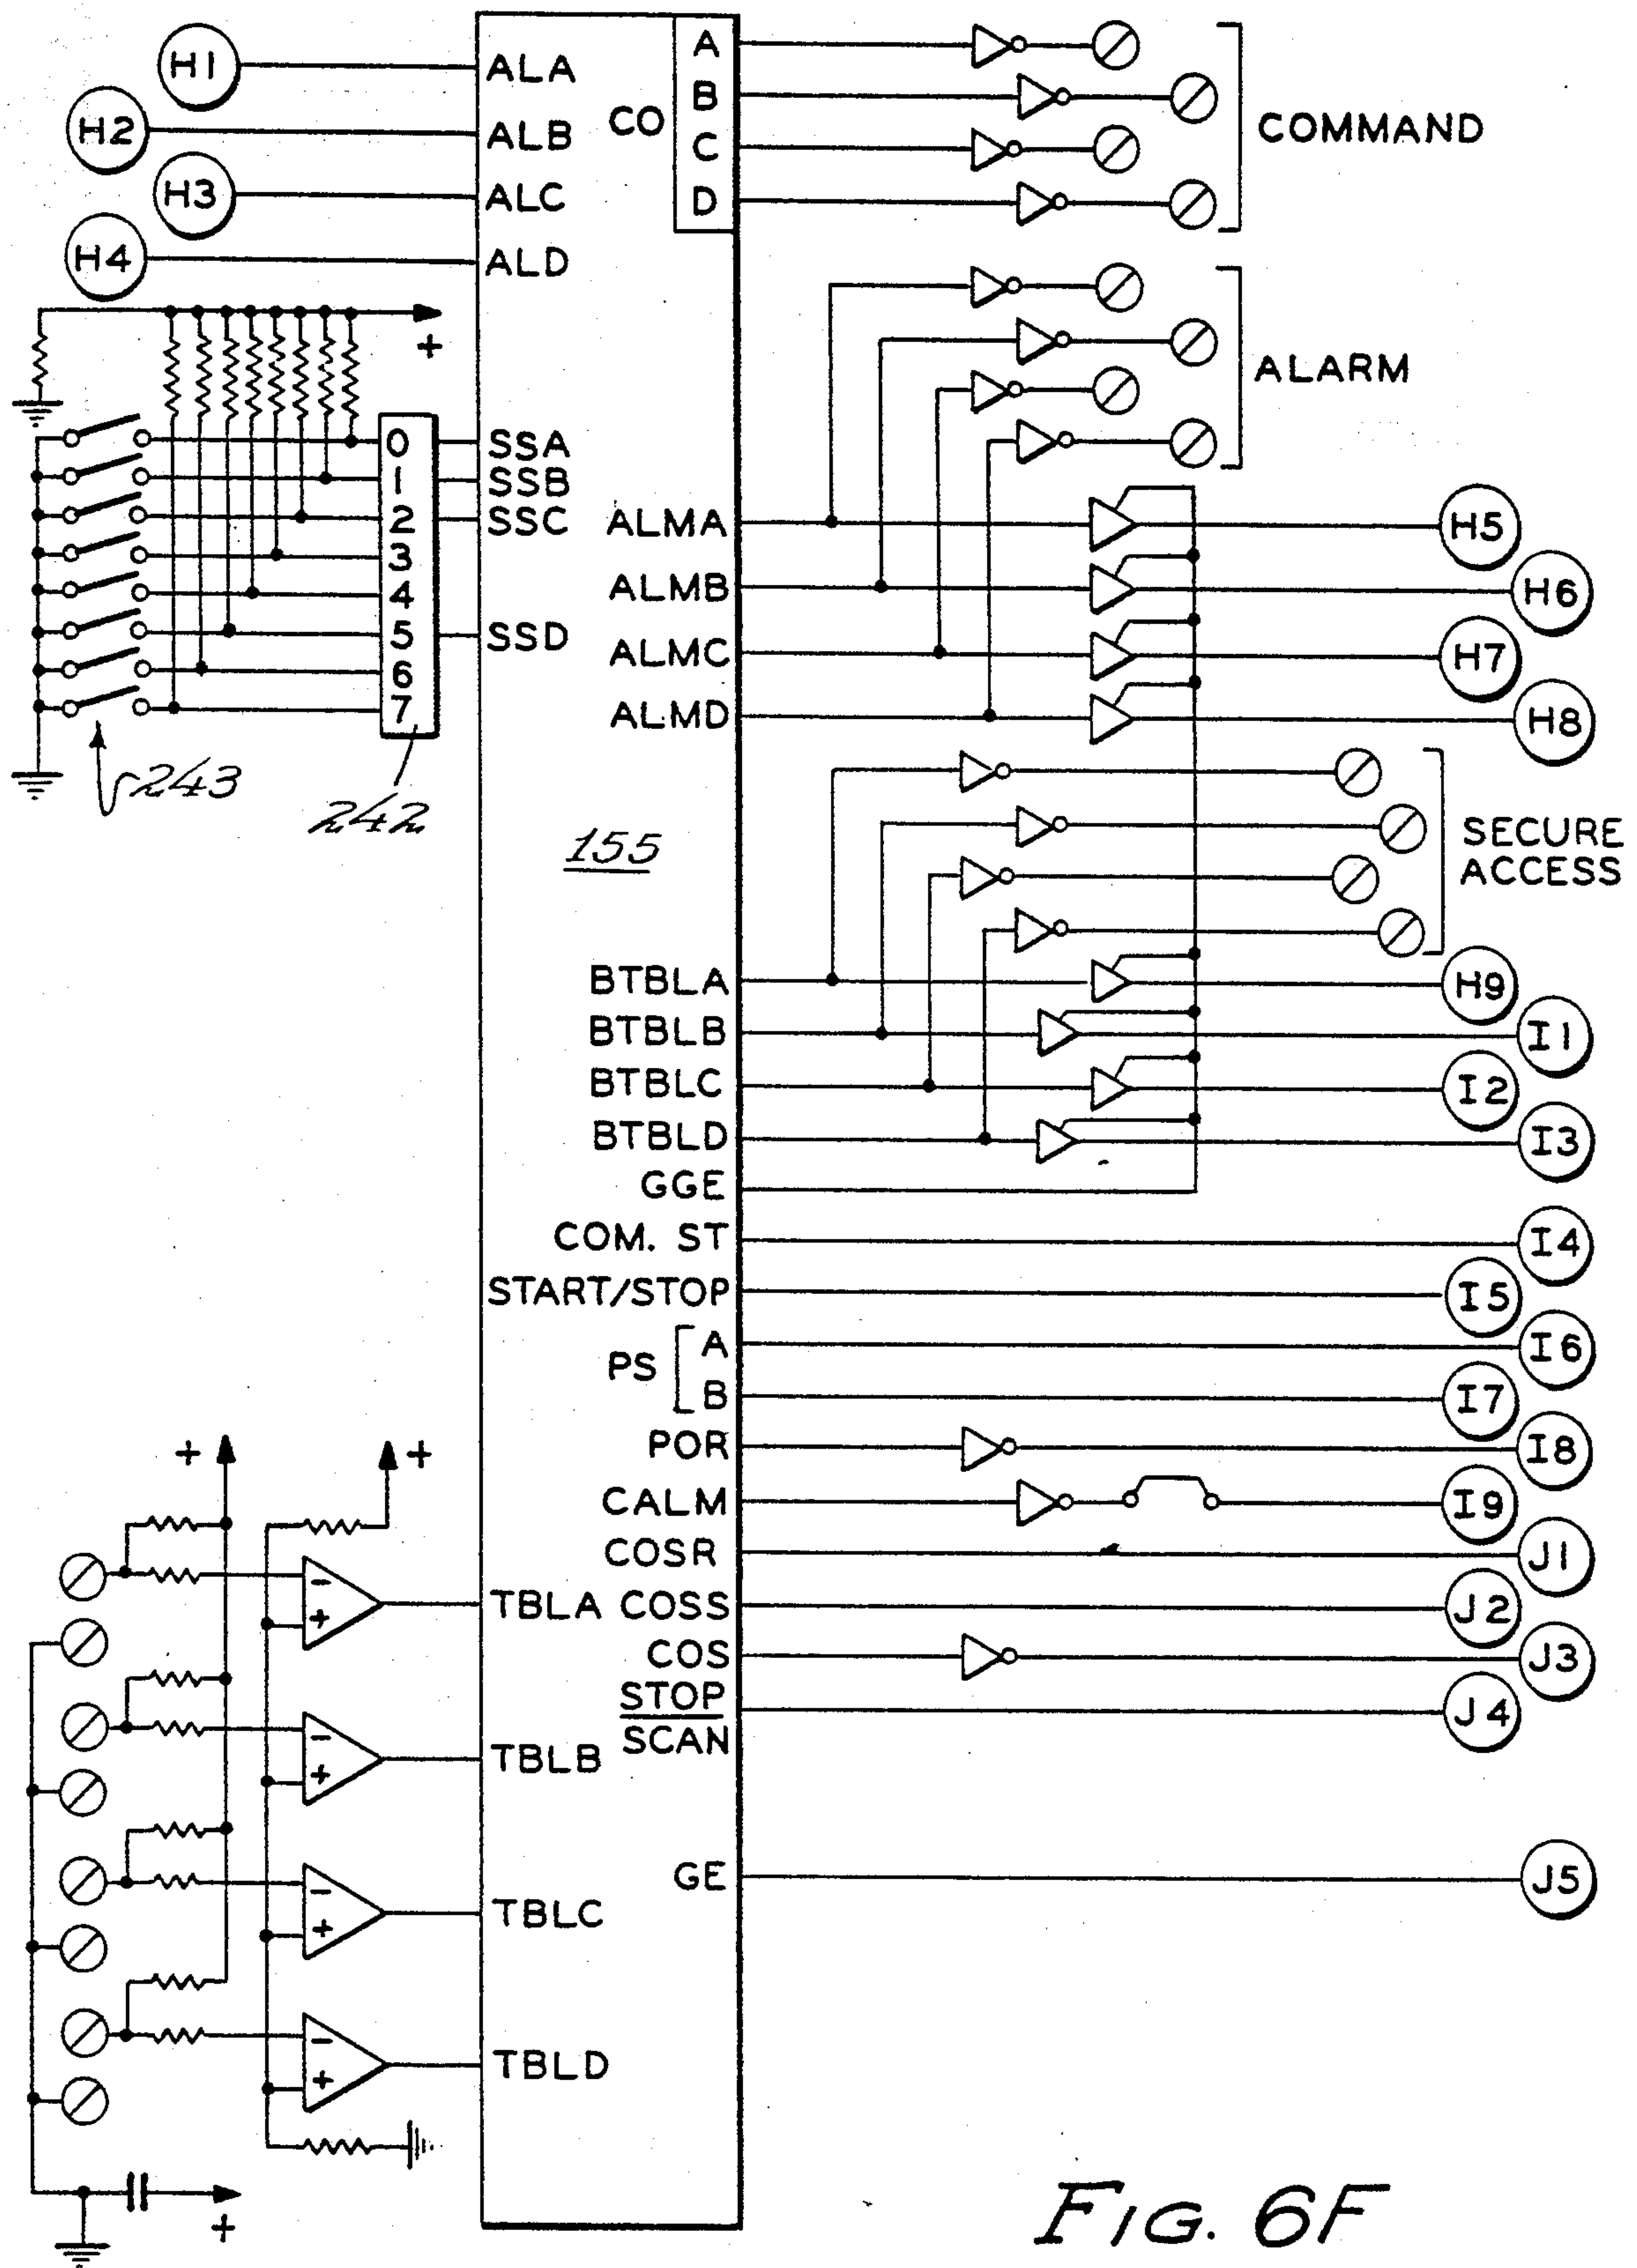 H1 ALA A
H2 ALB CO B COMMAND
H3 ALC C
H4 ALD D
+
ALARM
0 SSA
1 SSB
2 SSC ALMA H5
3
4 ALMB H6
5 SSD ALMC H7
6
7 ALMD H8
243 242
155
SECURE
ACCESS
BTBLA H9
BTBLB I1
BTBLC I2
BTBLD I3
GGE
COM. ST I4
START/STOP I5
PS A I6
B I7
+ + POR I8
CALM I9
COSR J1
- + TBLA COSS J2
COS J3
STOP J4
SCAN
- + TBLB
GE J5
- + TBLC
- + TBLD
+
FIG. 6F